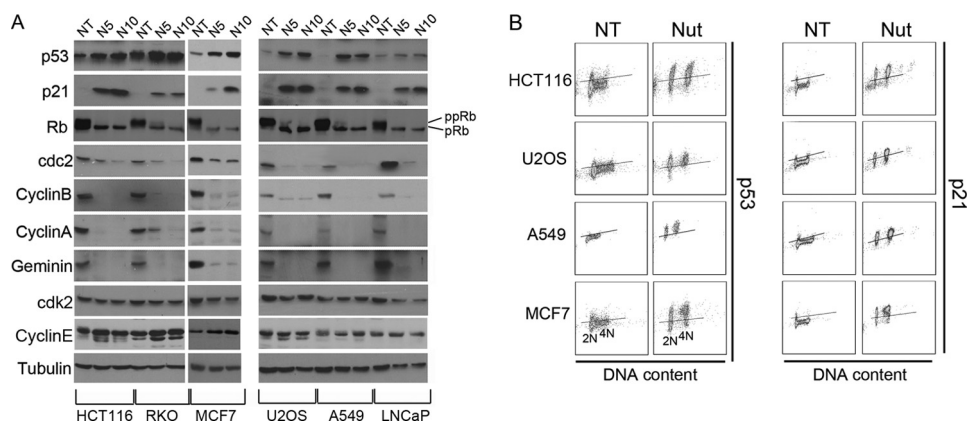 A
NT N5 N10 NT N5 N10 NT N5 N10 NT N5 N10 NT N5 N10 NT N5 N10
p53
p21
Rb
ppRb
pRb
cdc2
CyclinB
CyclinA
Geminin
cdk2
CyclinE
Tubulin
HCT116 RKO MCF7 U2OS A549 LNCaP
B
NT Nut NT Nut
HCT116
U2OS
A549
MCF7
2N 4N 2N 4N
p53
p21
DNA content DNA content